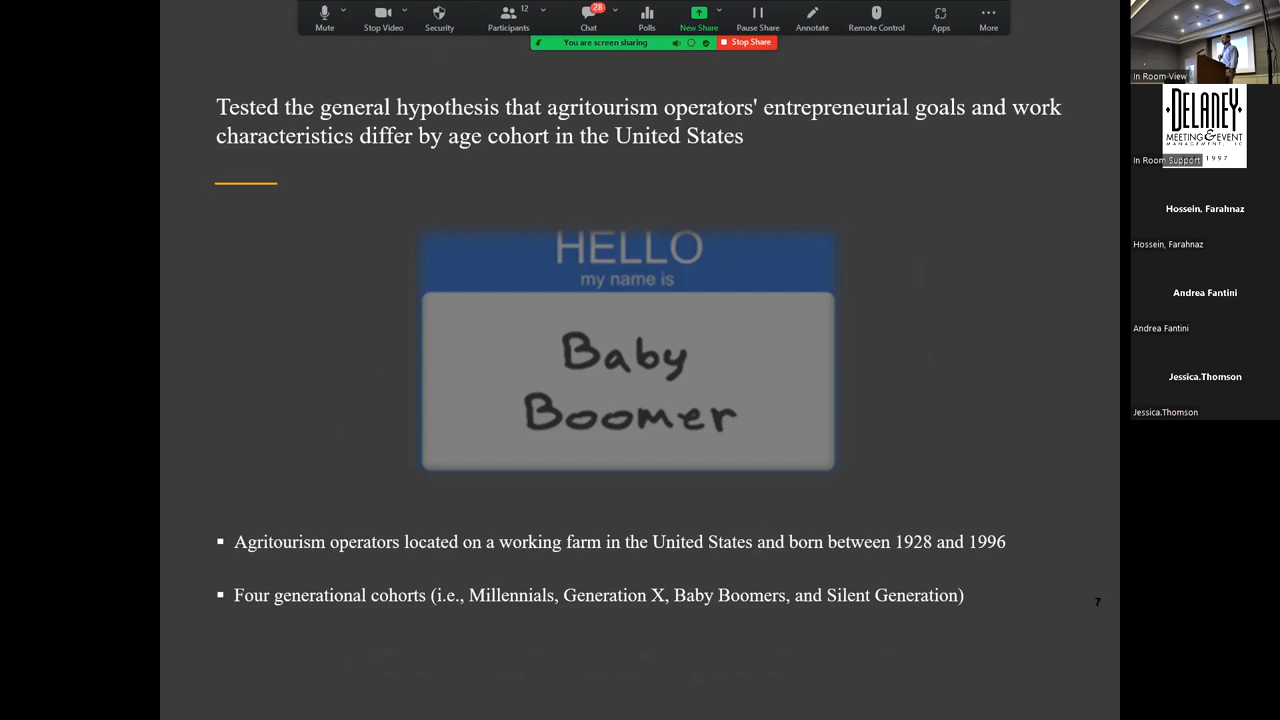 Mute
Stop Video
Security
Participants
12
Chat
28
Polls
New Share
Pause Share
Annotate
Remote Control
Apps
More
You are screen sharing
Stop Share
Tested the general hypothesis that agritourism operators' entrepreneurial goals and work
characteristics differ by age cohort in the United States
HELLO
my name is
Baby
Boomer
▪ Agritourism operators located on a working farm in the United States and born between 1928 and 1996
▪ Four generational cohorts (i.e., Millennials, Generation X, Baby Boomers, and Silent Generation)
7
In Room View
DELANEY
MEETING & EVENT
MANAGEMENT, LLC
1997
In Room Support
Hossein, Farahnaz
Hossein, Farahnaz
Andrea Fantini
Andrea Fantini
Jessica.Thomson
Jessica.Thomson